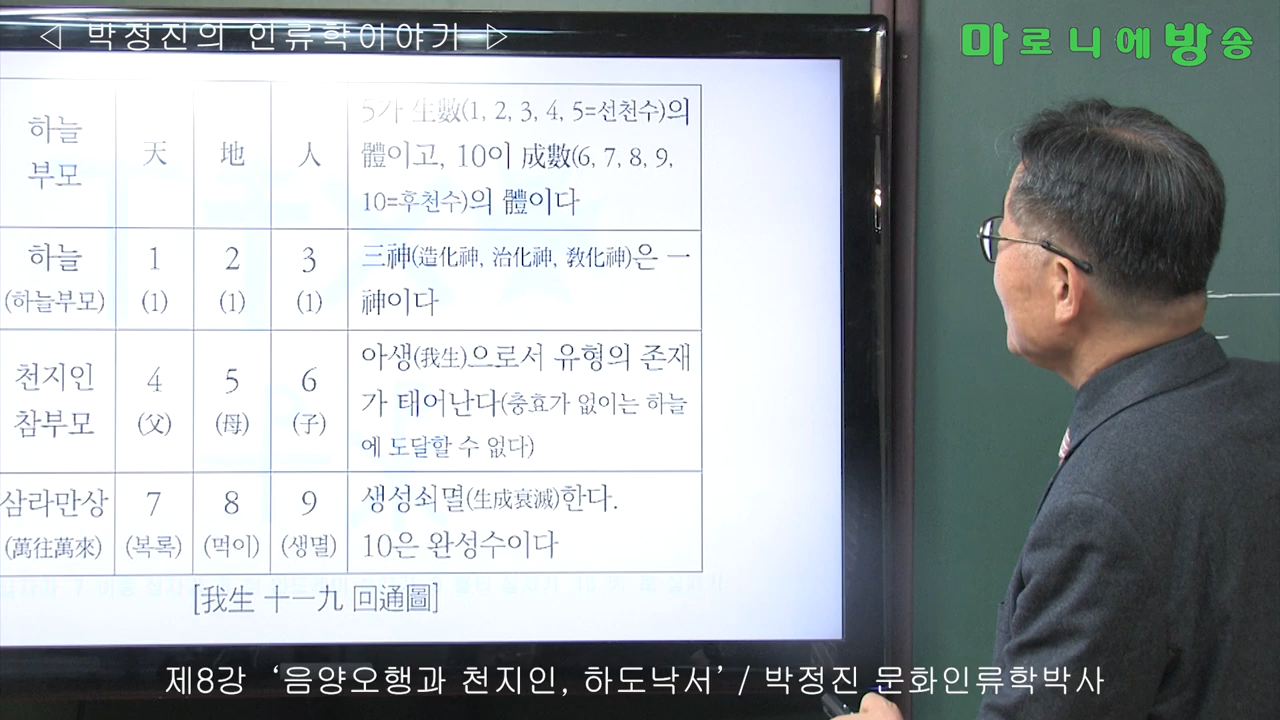 ◁ 박정진의 인류학이야기 ▷
마로니에방송
하늘
부모
天
地
人
5가 生數(1, 2, 3, 4, 5=선천수)의
體이고, 10이 成數(6, 7, 8, 9,
10=후천수)의 體이다
하늘
(하늘부모)
1
(1)
2
(1)
3
(1)
三神(造化神, 治化神, 敎化神)은 一
神이다
천지인
참부모
4
(父)
5
(母)
6
(子)
아생(我生)으로서 유형의 존재
가 태어난다(충효가 없이는 하늘
에 도달할 수 없다)
삼라만상
(萬往萬來)
7
(복록)
8
(먹이)
9
(생멸)
생성쇠멸(生成衰滅)한다.
10은 완성수이다
[我生 十一九 回通圖]
제8강 ‘음양오행과 천지인, 하도낙서’ / 박정진 문화인류학박사